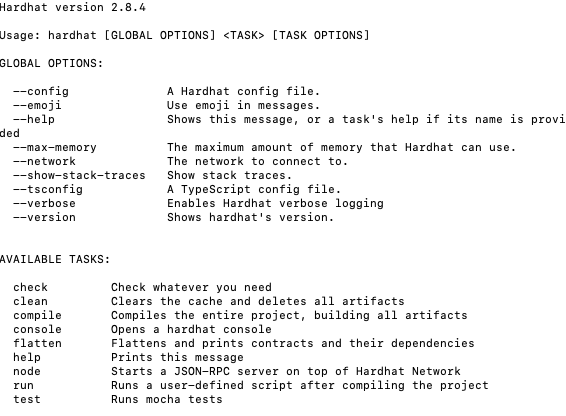 Hardhat version 2.8.4
Usage: hardhat [GLOBAL OPTIONS] <TASK> [TASK OPTIONS]
GLOBAL OPTIONS:
--config A Hardhat config file.
--emoji Use emoji in messages.
--help Shows this message, or a task's help if its name is provi
ded
--max-memory The maximum amount of memory that Hardhat can use.
--network The network to connect to.
--show-stack-traces Show stack traces.
--tsconfig A TypeScript config file.
--verbose Enables Hardhat verbose logging
--version Shows hardhat's version.
AVAILABLE TASKS:
check Check whatever you need
clean Clears the cache and deletes all artifacts
compile Compiles the entire project, building all artifacts
console Opens a hardhat console
flatten Flattens and prints contracts and their dependencies
help Prints this message
node Starts a JSON-RPC server on top of Hardhat Network
run Runs a user-defined script after compiling the project
test Runs mocha tests